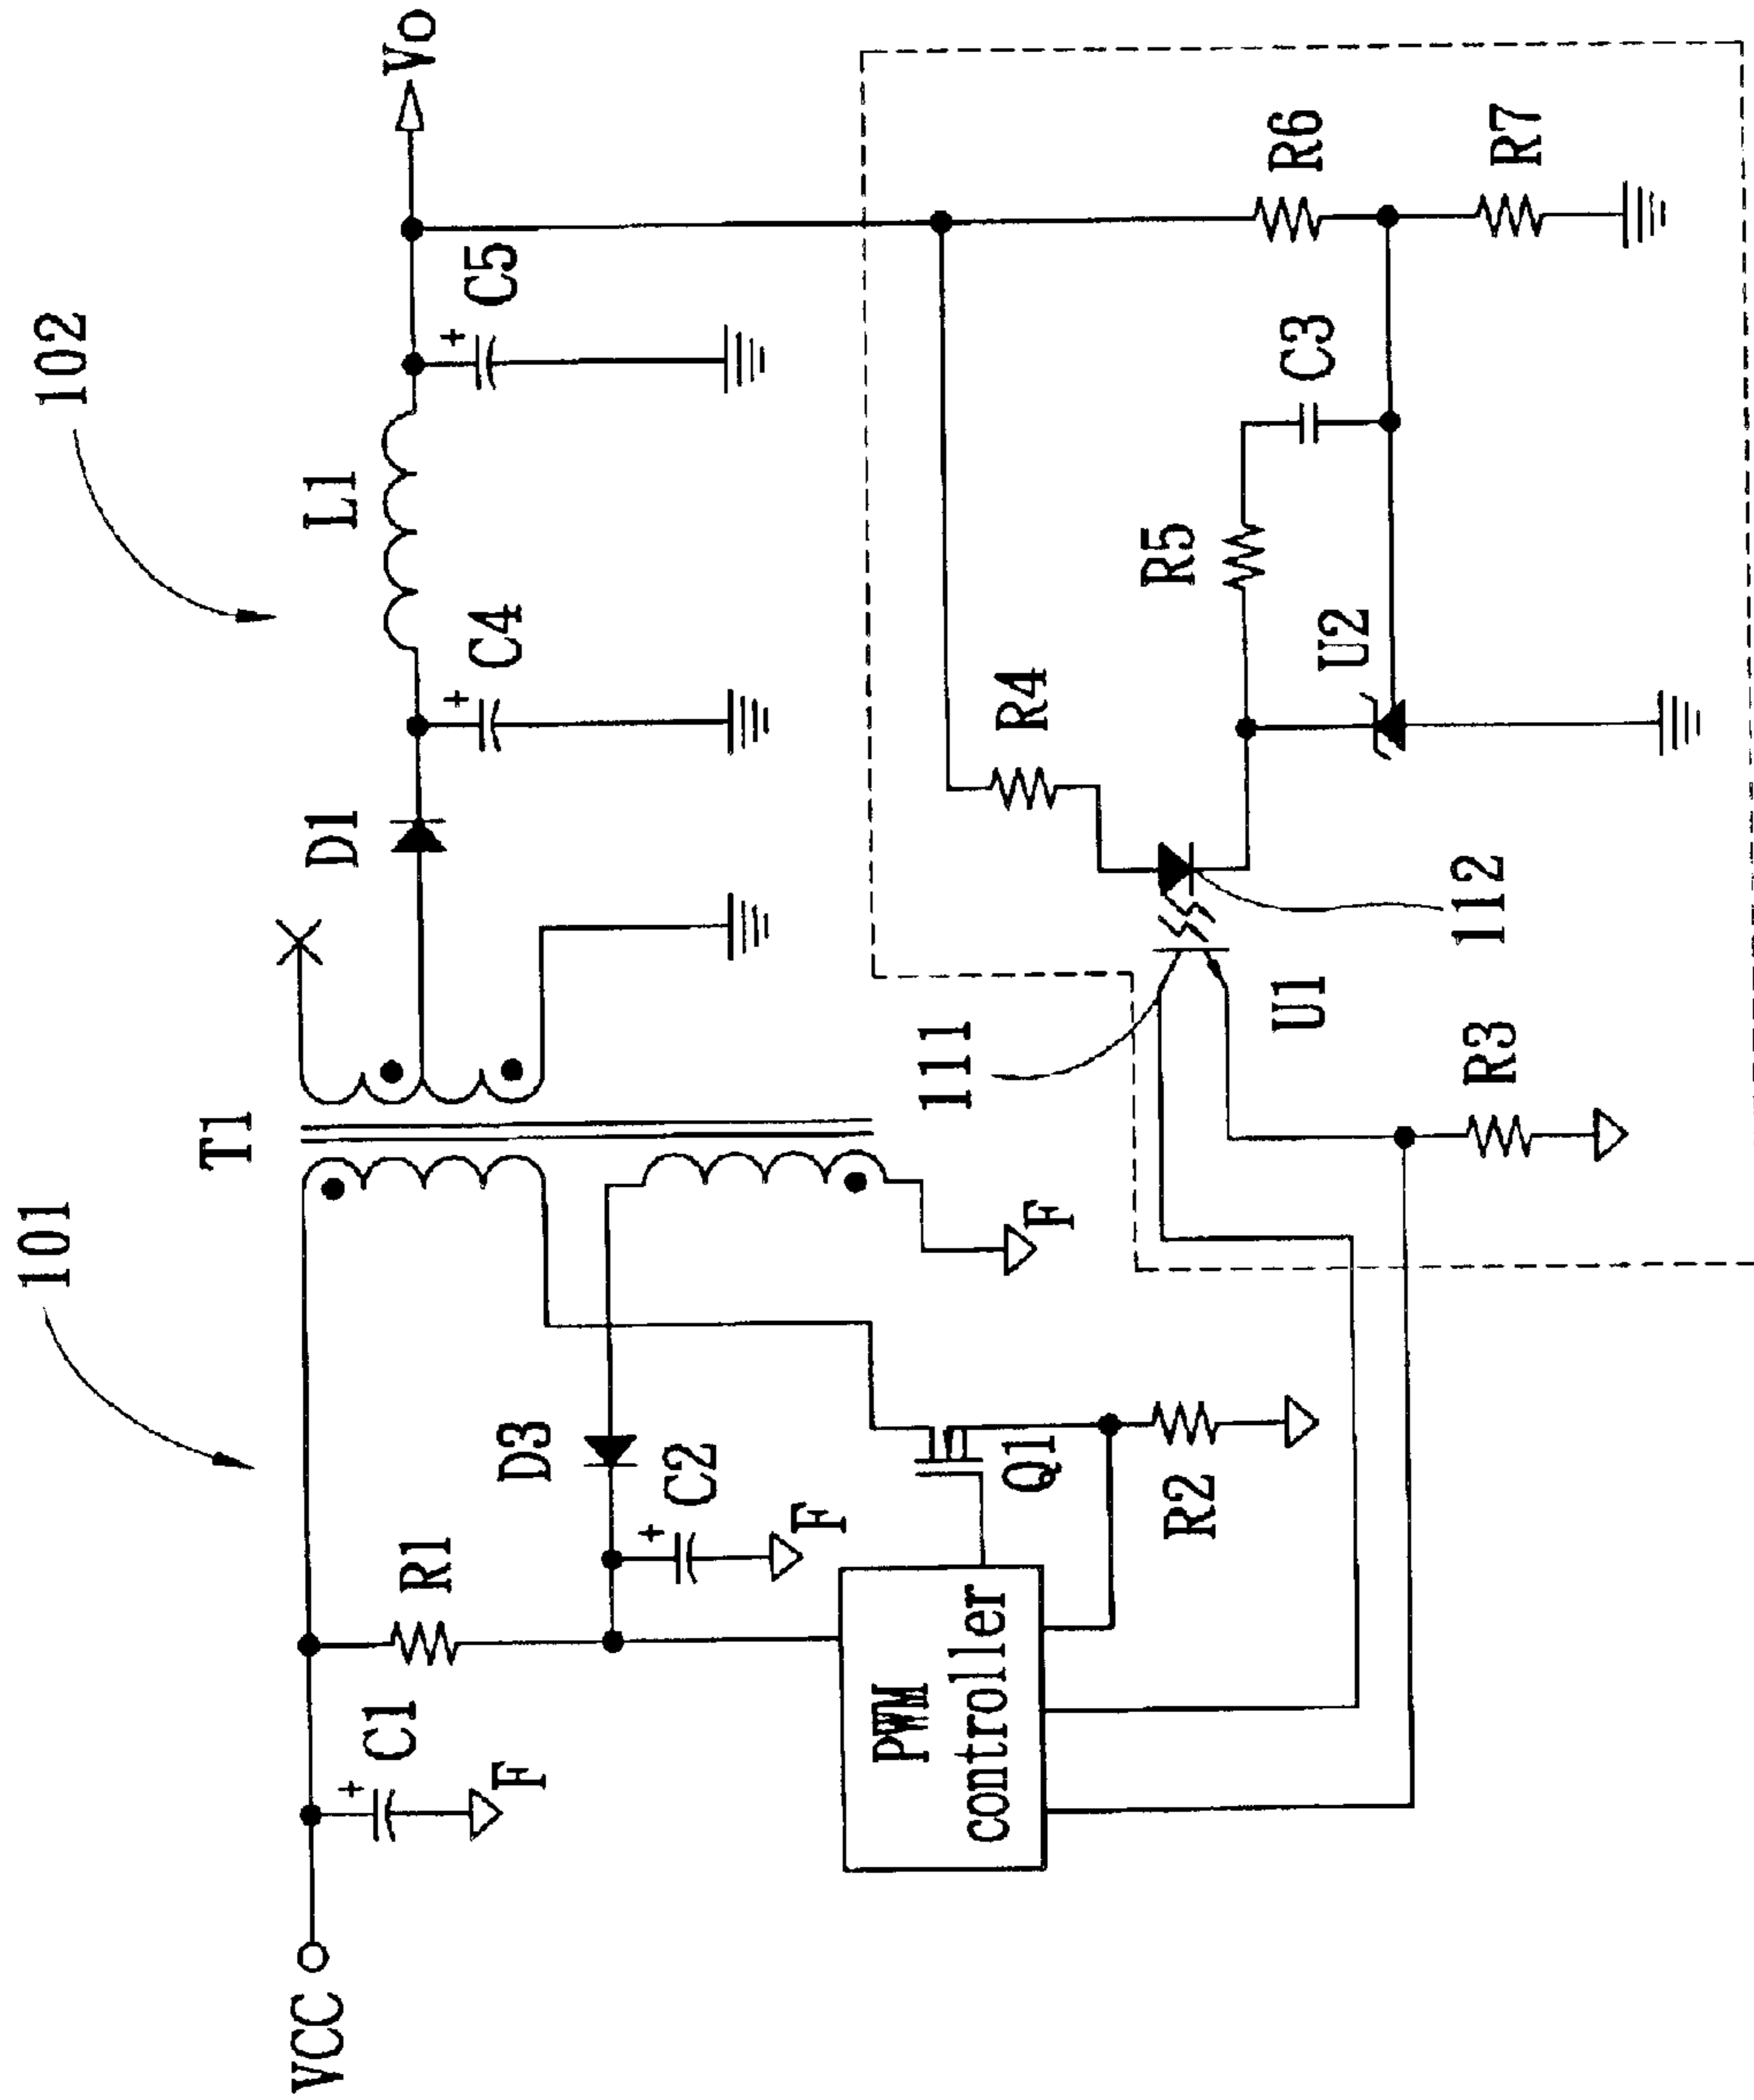 101
102
T1
L1
D1
C4
C5
Vo
VCC
C1
F
R1
D3
C2
F
F
PWM
controller
Q1
R2
111
U1
112
R4
R5
C3
U2
R6
R7
R3